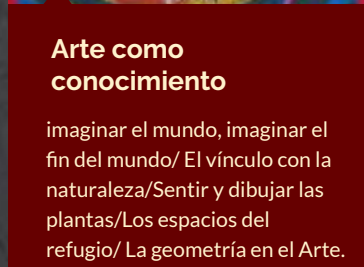 Arte como
conocimiento
imaginar el mundo, imaginar el
fin del mundo/ El vínculo con la
naturaleza/Sentir y dibujar las
plantas/Los espacios del
refugio/ La geometría en el Arte.